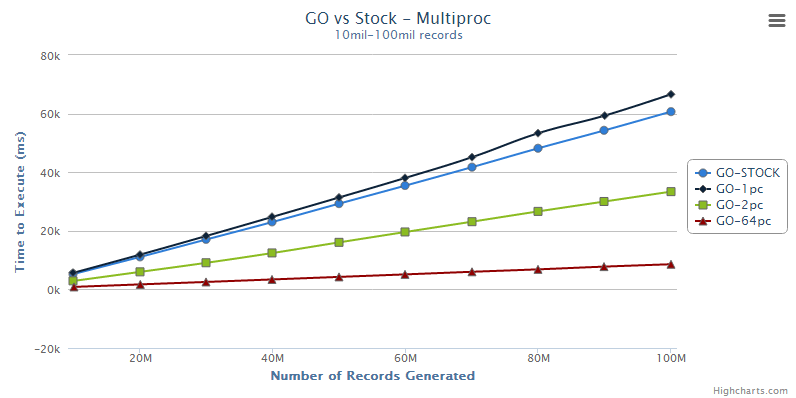 GO vs Stock - Multiproc
10mil-100mil records
Time to Execute (ms)
80k
60k
40k
20k
0k
-20k
20M 40M 60M 80M 100M
Number of Records Generated
GO-STOCK
GO-1pc
GO-2pc
GO-64pc
Highcharts.com